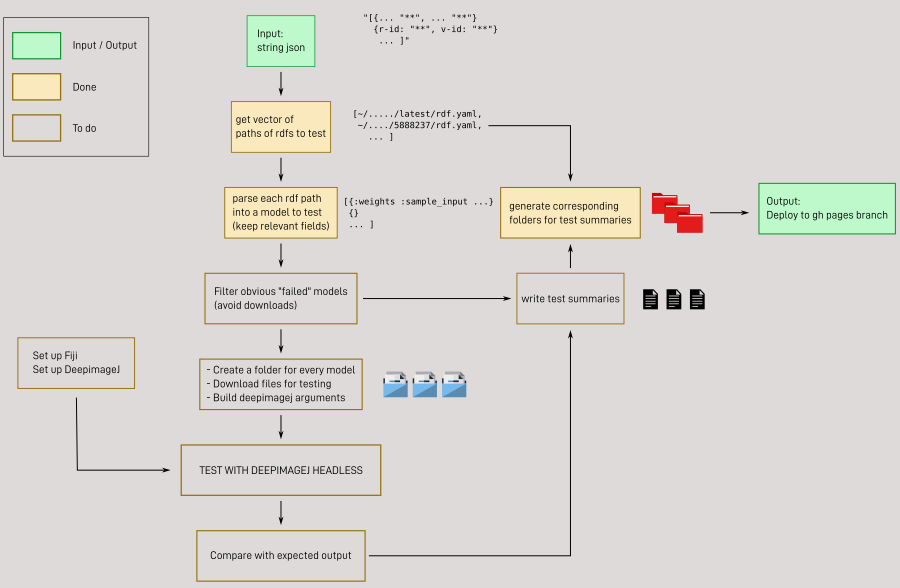 Input / Output
Done
To do
Input:
string json
"[{... "**", ... "**"}
{r-id: "**", v-id: "**"}
... ]"
get vector of
paths of rdfs to test
[~/...../latest/rdf.yaml,
~/..../5888237/rdf.yaml,
... ]
parse each rdf path
into a model to test
(keep relevant fields)
[{:weights :sample_input ...}
{}
... ]
generate corresponding
folders for test summaries
Output:
Deploy to gh pages branch
Filter obvious "failed" models
(avoid downloads)
write test summaries
Set up Fiji
Set up DeepimageJ
- Create a folder for every model
- Download files for testing
- Build deepimagej arguments
TEST WITH DEEPIMAGEJ HEADLESS
Compare with expected output